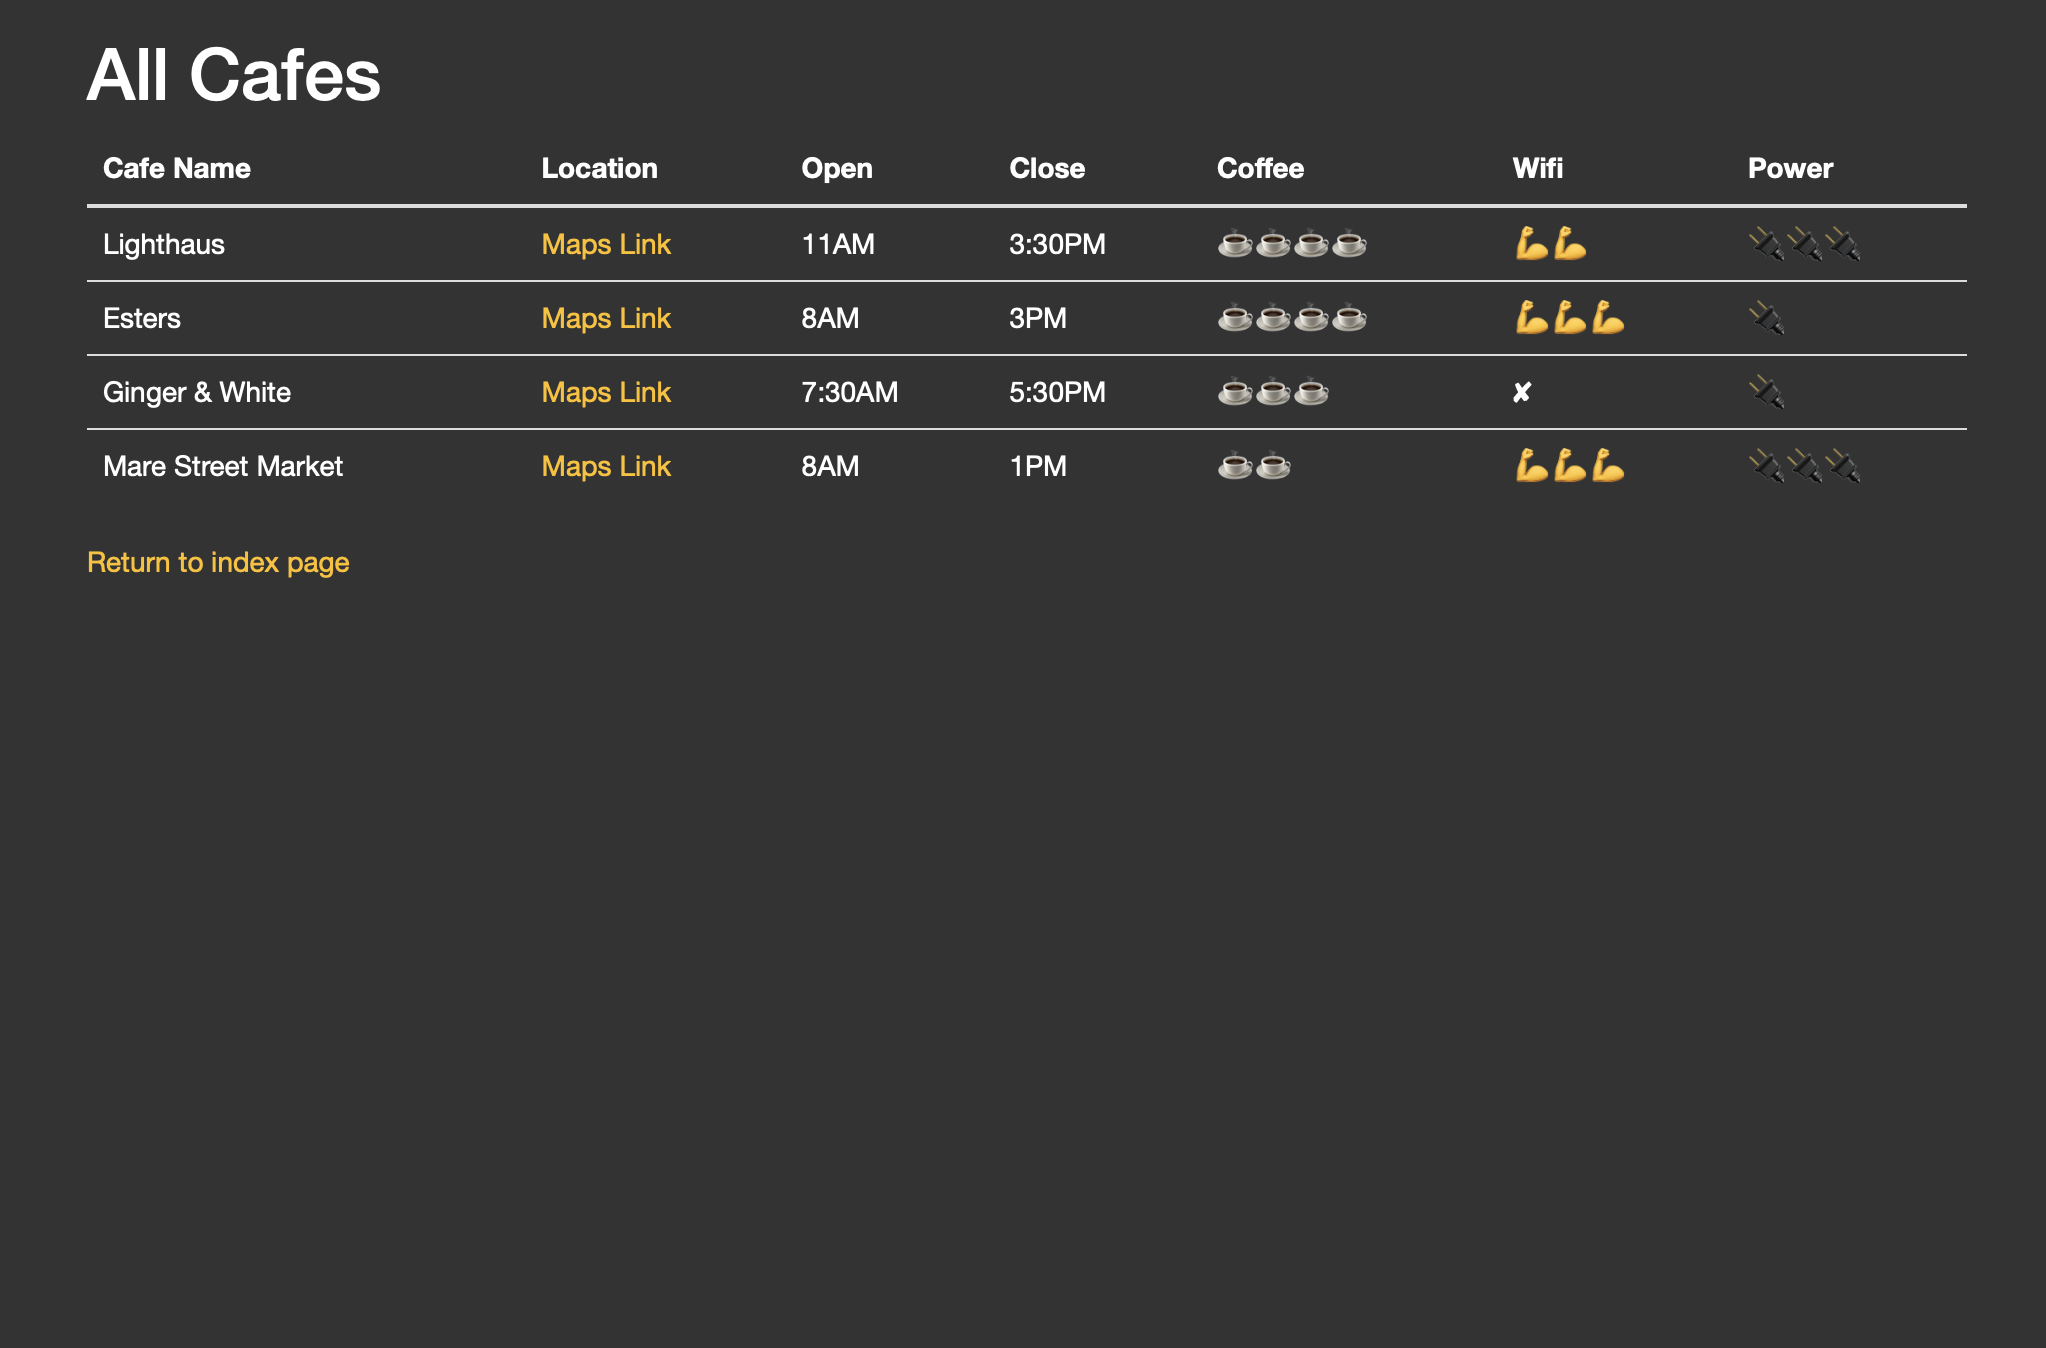 All Cafes
Cafe Name Location Open Close Coffee Wifi Power
Lighthaus Maps Link 11AM 3:30PM ☕☕☕☕ 💪💪 🔌🔌🔌
Esters Maps Link 8AM 3PM ☕☕☕☕ 💪💪💪 🔌
Ginger & White Maps Link 7:30AM 5:30PM ☕☕☕ ✘ 🔌
Mare Street Market Maps Link 8AM 1PM ☕☕ 💪💪💪 🔌🔌🔌
Return to index page